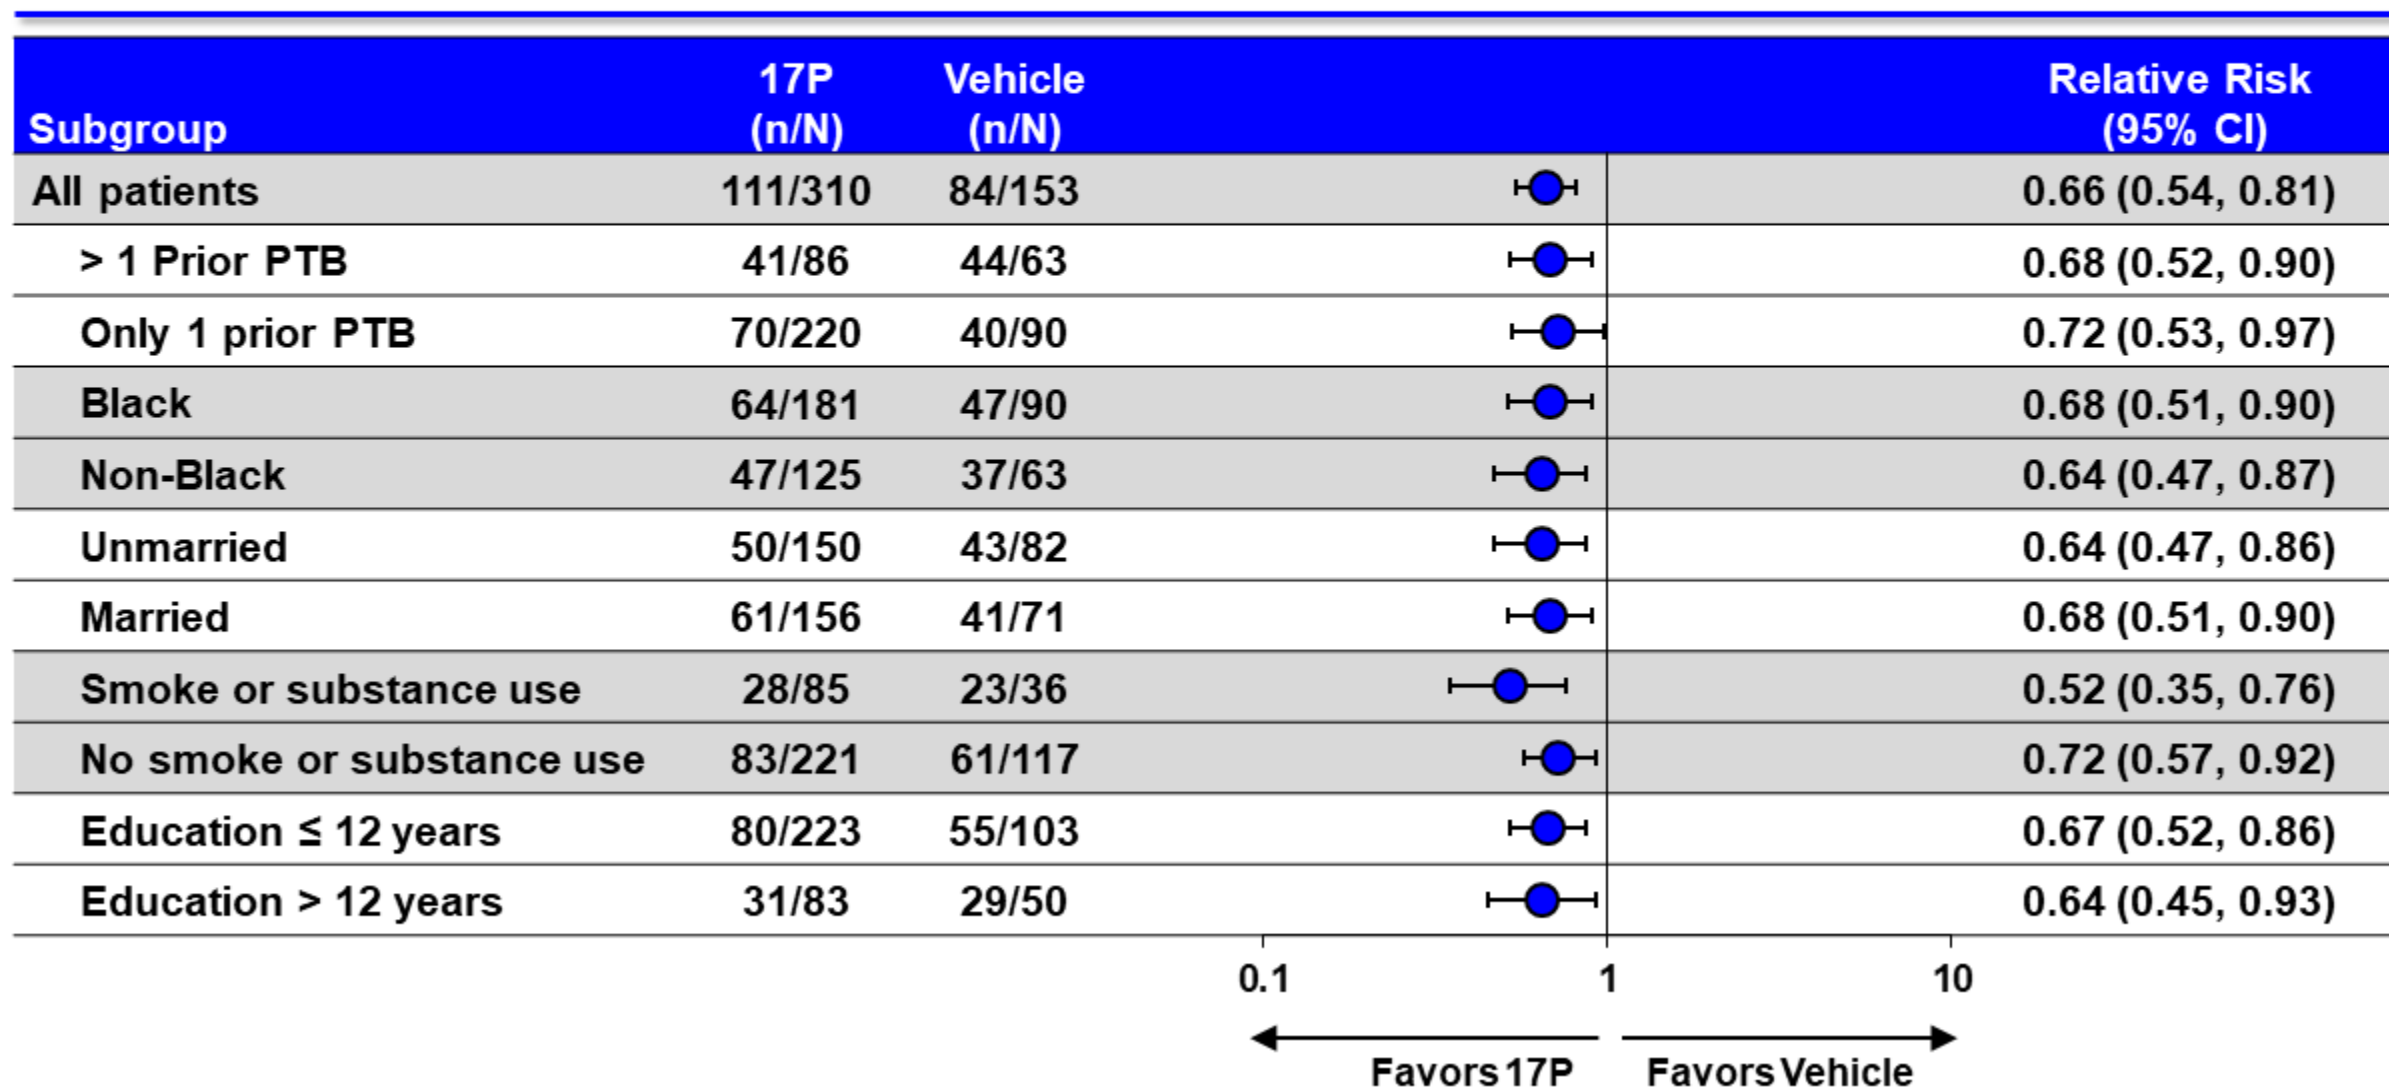 Subgroup 17P (n/N) Vehicle (n/N) Relative Risk (95% CI)
All patients 111/310 84/153 0.66 (0.54, 0.81)
> 1 Prior PTB 41/86 44/63 0.68 (0.52, 0.90)
Only 1 prior PTB 70/220 40/90 0.72 (0.53, 0.97)
Black 64/181 47/90 0.68 (0.51, 0.90)
Non-Black 47/125 37/63 0.64 (0.47, 0.87)
Unmarried 50/150 43/82 0.64 (0.47, 0.86)
Married 61/156 41/71 0.68 (0.51, 0.90)
Smoke or substance use 28/85 23/36 0.52 (0.35, 0.76)
No smoke or substance use 83/221 61/117 0.72 (0.57, 0.92)
Education ≤ 12 years 80/223 55/103 0.67 (0.52, 0.86)
Education > 12 years 31/83 29/50 0.64 (0.45, 0.93)
0.1 1 10
Favors 17P Favors Vehicle